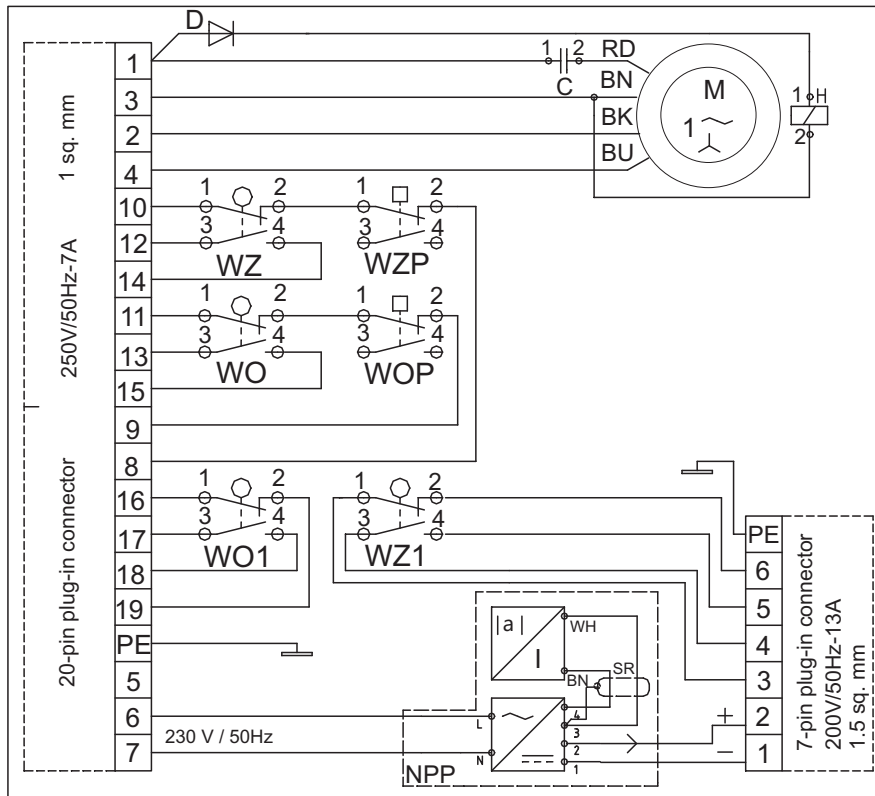 D
1 2 RD
1
C
BN
3
M
1 H
BK
2
1
2
BU
4
1 2 1 2
10
3 4 3 4
12
WZ WZP
14
1 2 1 2
11
3 4 3 4
13
WO WOP
15
9
8
1 2 1 2
16
3 4 3 4
17
WO1 WZ1
18
19
PE
5
6
7
230 V / 50Hz
1 sq. mm
250V/50Hz-7A
20-pin plug-in connector
|a|
I
WH
BN
SR
L
N
4
3
2
1
NPP
+
−
PE
6
5
4
3
2
1
7-pin plug-in connector
200V/50Hz-13A
1.5 sq. mm